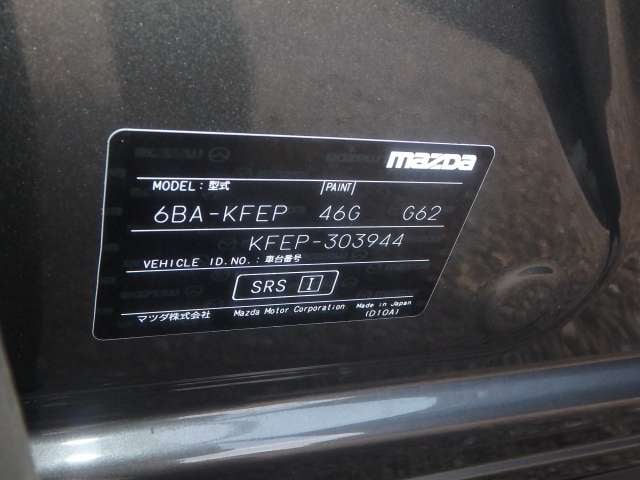 mazda
MODEL : 型式 PAINT
6BA-KFEP 46G G62
KFEP-303944
VEHICLE ID.NO. : 車台番号
SRS I
マツダ株式会社 Mazda Motor Corporation Made in Japan
(D10A)